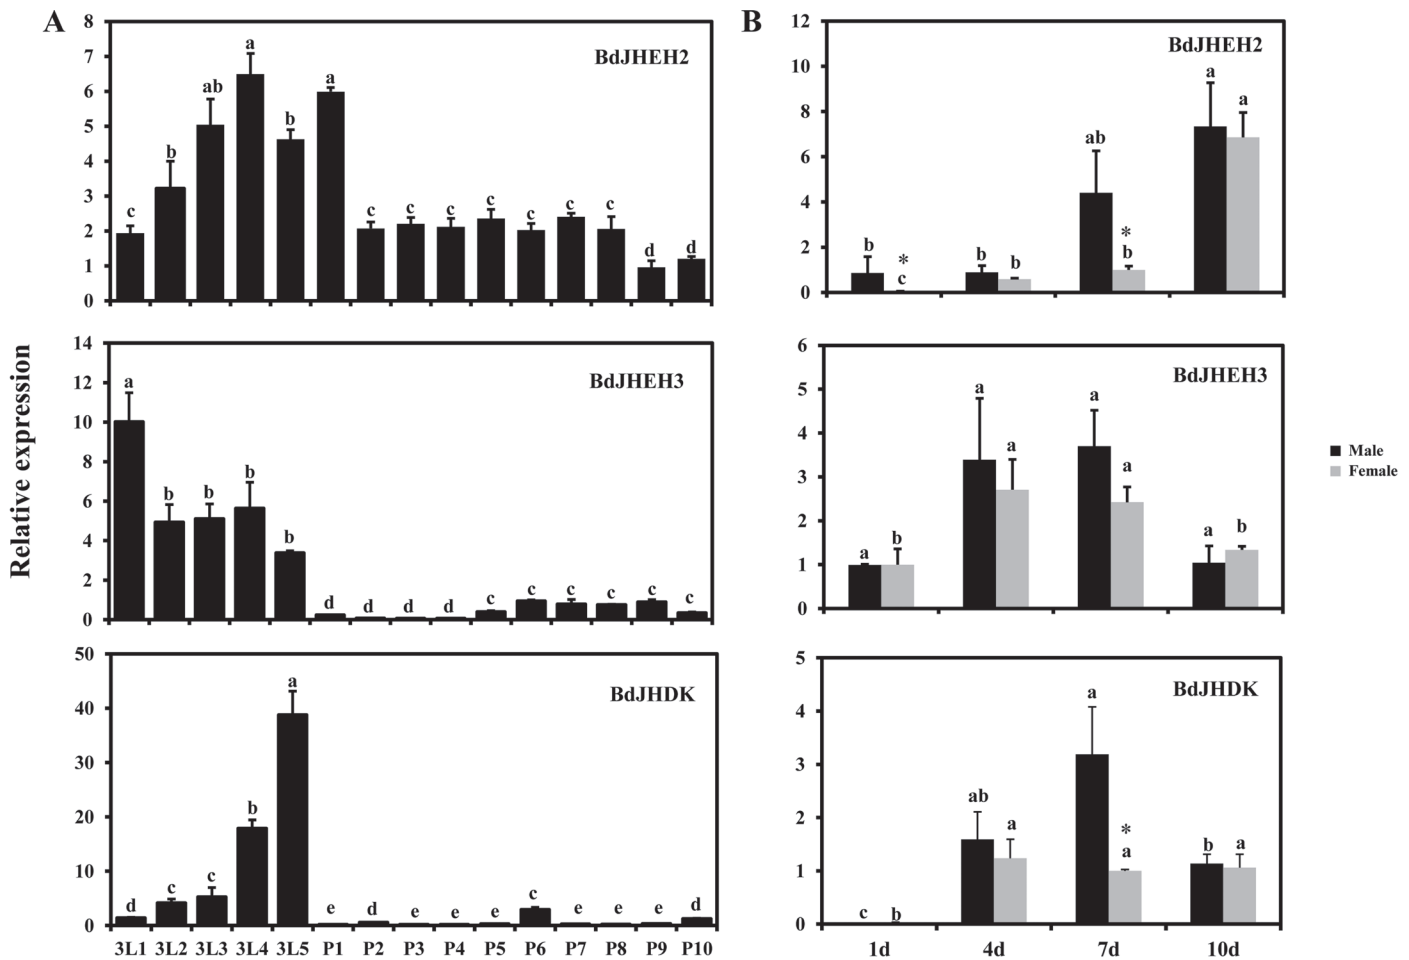 A
B
Relative expression
BdJHEH2
8
7
6
5
4
3
2
1
0
c b ab a b a c c c c c c c d d
BdJHEH3
14
12
10
8
6
4
2
0
a b b b b d d d d c c c c c c
BdJHDK
50
40
30
20
10
0
d c c b a e d e e e c e e e d
3L1 3L2 3L3 3L4 3L5 P1 P2 P3 P4 P5 P6 P7 P8 P9 P10
BdJHEH2
12
10
8
6
4
2
0
b * c b b ab * b a a
BdJHEH3
6
5
4
3
2
1
0
a b a a a a a b
BdJHDK
5
4
3
2
1
0
c b ab a a * a b a
1d 4d 7d 10d
Male
Female